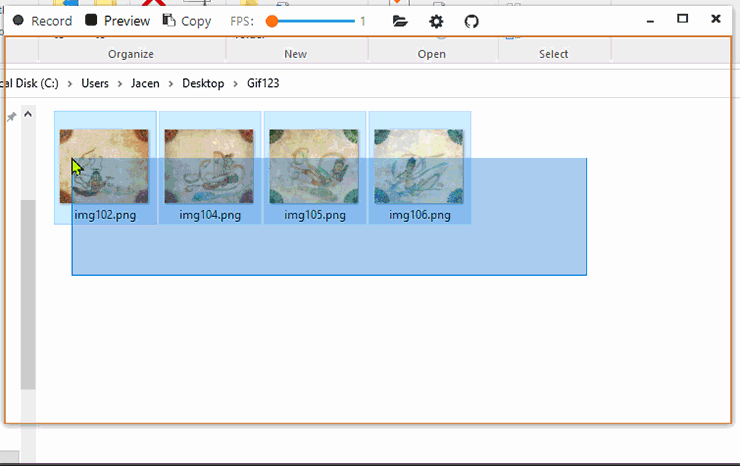 Record Preview Copy FPS: 1
Organize New Open Select
cal Disk (C:) > Users > Jacen > Desktop > Gif123
img102.png img104.png img105.png img106.png